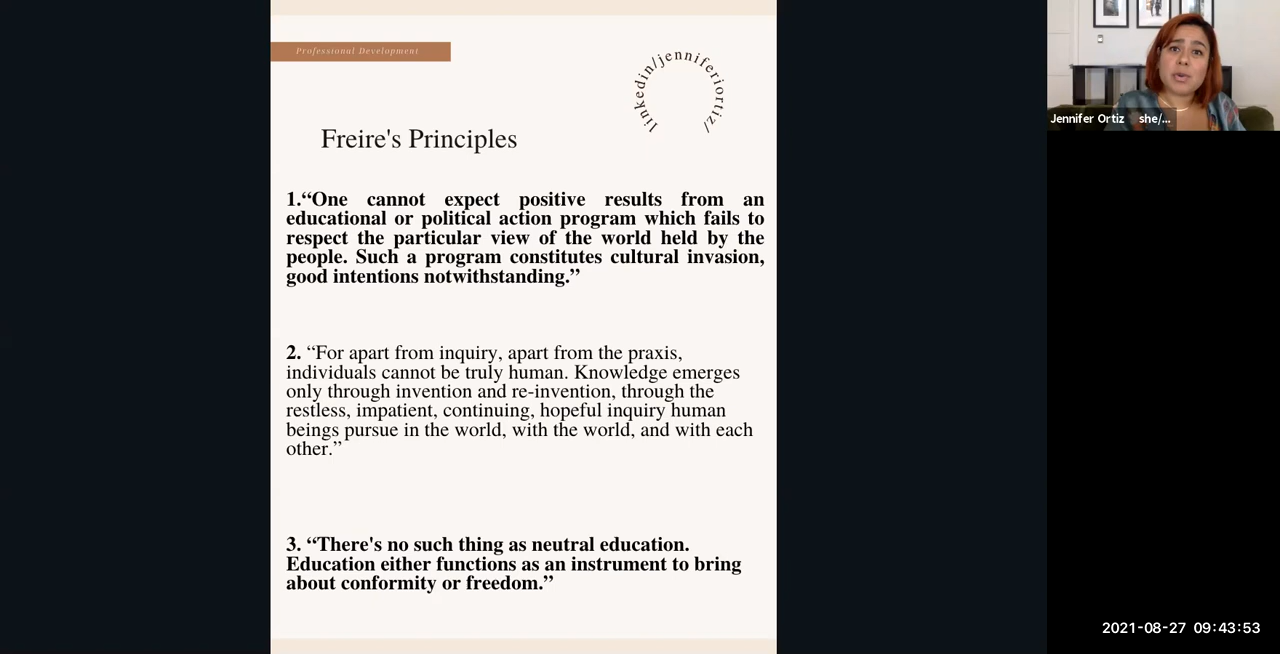 Professional Development
linkedin/jenniferiortiz/
Freire's Principles
1.“One cannot expect positive results from an
educational or political action program which fails to
respect the particular view of the world held by the
people. Such a program constitutes cultural invasion,
good intentions notwithstanding.”
2. “For apart from inquiry, apart from the praxis,
individuals cannot be truly human. Knowledge emerges
only through invention and re-invention, through the
restless, impatient, continuing, hopeful inquiry human
beings pursue in the world, with the world, and with each
other.”
3. “There's no such thing as neutral education.
Education either functions as an instrument to bring
about conformity or freedom.”
Jennifer Ortiz she/...
2021-08-27 09:43:53